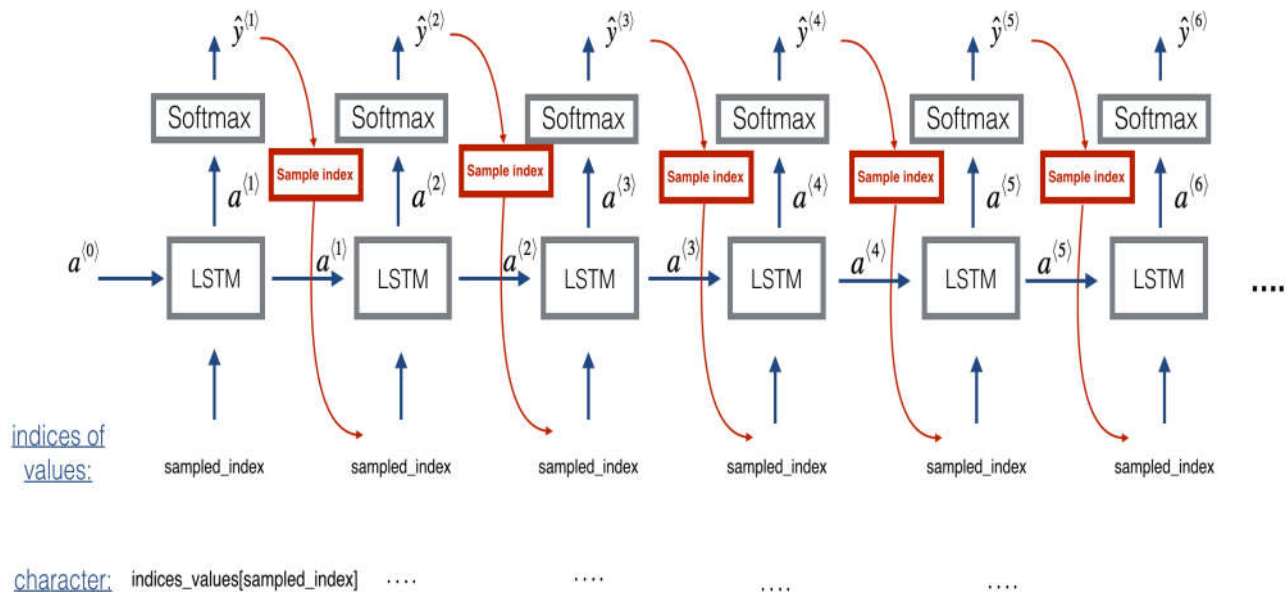 ŷ⟨1⟩ ŷ⟨2⟩ ŷ⟨3⟩ ŷ⟨4⟩ ŷ⟨5⟩ ŷ⟨6⟩
Softmax Softmax Softmax Softmax Softmax Softmax
Sample index Sample index Sample index Sample index Sample index
a⟨1⟩ a⟨2⟩ a⟨3⟩ a⟨4⟩ a⟨5⟩ a⟨6⟩
a⟨0⟩ a⟨1⟩ a⟨2⟩ a⟨3⟩ a⟨4⟩ a⟨5⟩
LSTM LSTM LSTM LSTM LSTM LSTM ....
indices of
values:
sampled_index sampled_index sampled_index sampled_index sampled_index sampled_index
character: indices_values[sampled_index] .... .... .... ....